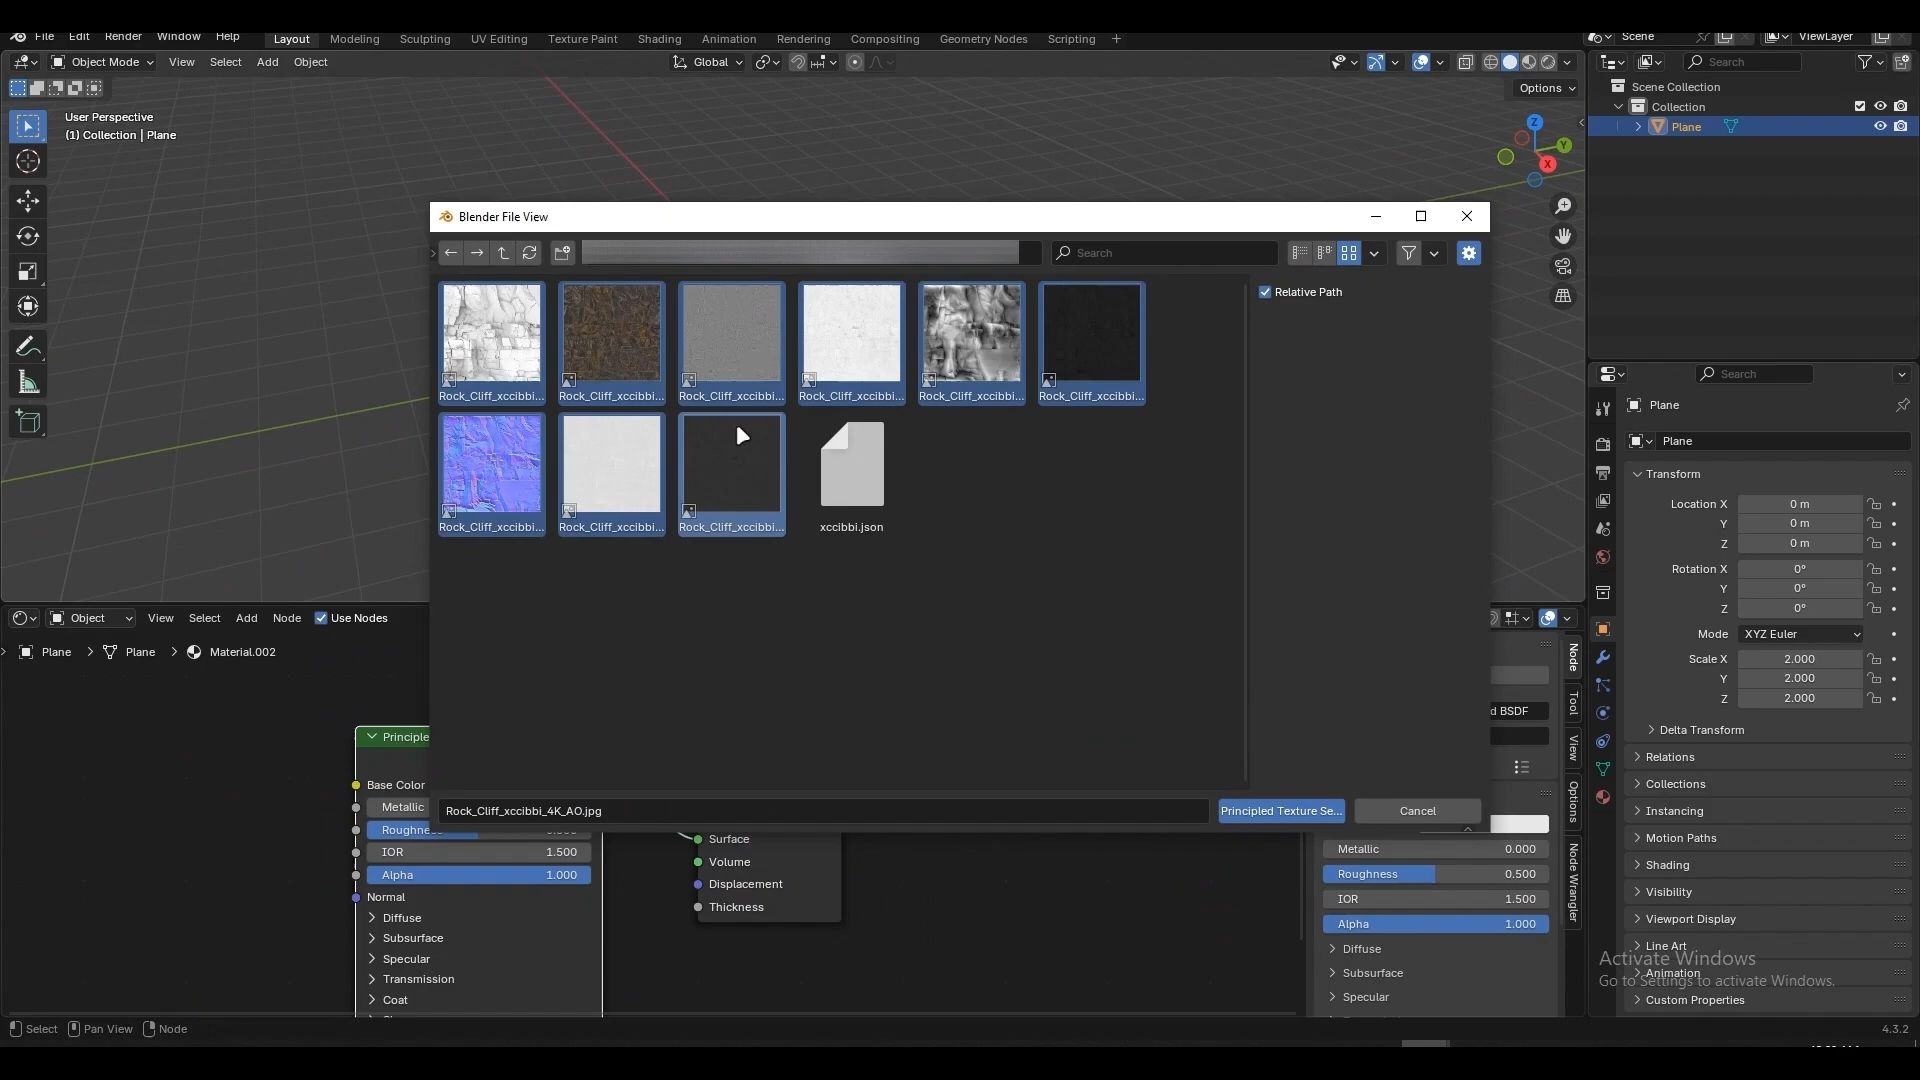 File Edit Render Window Help Layout Modeling Sculpting UV Editing Texture Paint Shading Animation Rendering Compositing Geometry Nodes Scripting + Scene ViewLayer
Object Mode View Select Add Object Global Search
Options
User Perspective
(1) Collection | Plane
Z
Y
X
Scene Collection
Collection
Plane
Blender File View
Search
Relative Path
Rock_Cliff_xccibbi... Rock_Cliff_xccibbi... Rock_Cliff_xccibbi... Rock_Cliff_xccibbi... Rock_Cliff_xccibbi... Rock_Cliff_xccibbi...
Rock_Cliff_xccibbi... Rock_Cliff_xccibbi... Rock_Cliff_xccibbi... xccibbi.json
Rock_Cliff_xccibbi_4K_AO.jpg Principled Texture Se... Cancel
Object View Select Add Node Use Nodes
Plane Plane Material.002
Principle
Base Color
Metallic
IOR 1.500
Alpha 1.000
Normal
Diffuse
Subsurface
Specular
Transmission
Coat
Surface
Volume
Displacement
Thickness
d BSDF
Metallic 0.000
Roughness 0.500
IOR 1.500
Alpha 1.000
Diffuse
Subsurface
Specular
Node
Tool
View
Options
Node Wrangler
Search
Plane
Plane
Transform
Location X 0 m
Y 0 m
Z 0 m
Rotation X 0°
Y 0°
Z 0°
Mode XYZ Euler
Scale X 2.000
Y 2.000
Z 2.000
Delta Transform
Relations
Collections
Instancing
Motion Paths
Shading
Visibility
Viewport Display
Line Art
Activate Windows
Animation
Go to Settings to activate Windows.
Custom Properties
Select Pan View Node 4.3.2